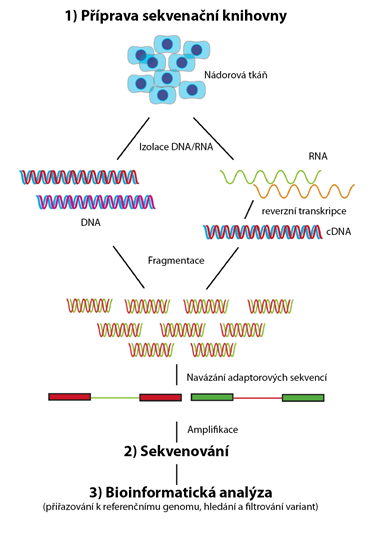 1) Příprava sekvenační knihovny
Nádorová tkáň
Izolace DNA/RNA
RNA
reverzní transkripce
DNA
cDNA
Fragmentace
Navázání adaptorových sekvencí
Amplifikace
2) Sekvenování
3) Bioinformatická analýza
(přiřazování k referenčnímu genomu, hledání a filtrování variant)